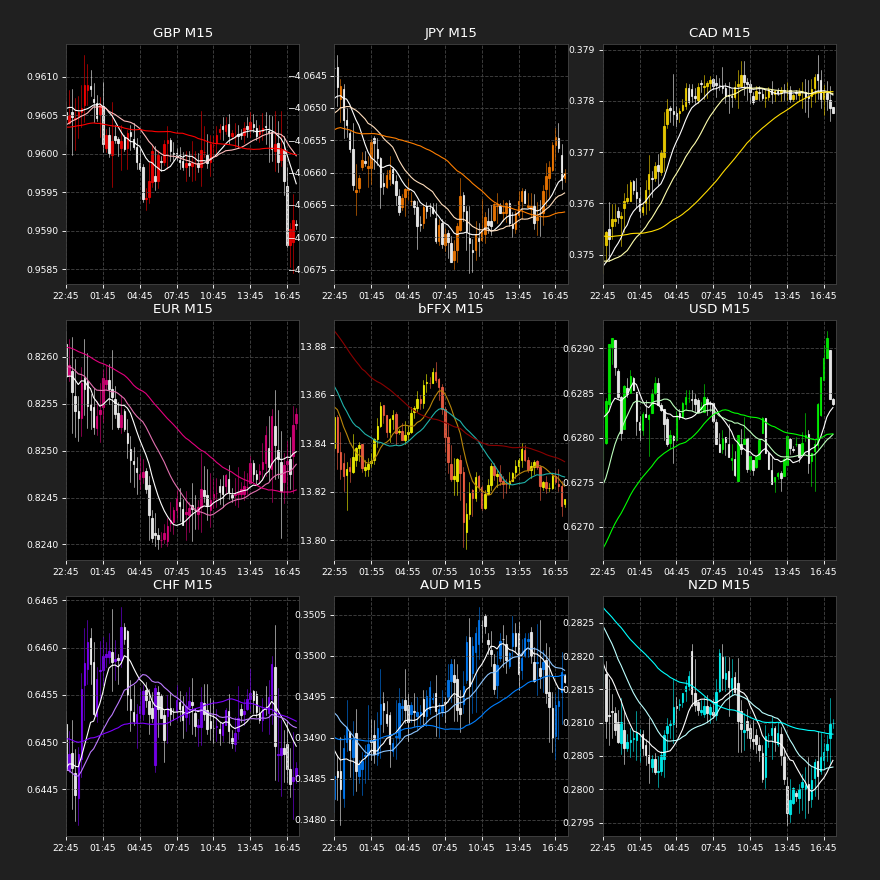 GBP M15
0.9610
0.9605
0.9600
0.9595
0.9590
0.9585
22:45 01:45 04:45 07:45 10:45 13:45 16:45
JPY M15
−4.0645
−4.0650
−4.0655
−4.0660
−4.0665
−4.0670
−4.0675
22:45 01:45 04:45 07:45 10:45 13:45 16:45
CAD M15
0.379
0.378
0.377
0.376
0.375
22:45 01:45 04:45 07:45 10:45 13:45 16:45
EUR M15
0.8260
0.8255
0.8250
0.8245
0.8240
22:45 01:45 04:45 07:45 10:45 13:45 16:45
bFFX M15
13.88
13.86
13.84
13.82
13.80
22:55 01:55 04:55 07:55 10:55 13:55 16:55
USD M15
0.6290
0.6285
0.6280
0.6275
0.6270
22:45 01:45 04:45 07:45 10:45 13:45 16:45
CHF M15
0.6465
0.6460
0.6455
0.6450
0.6445
22:45 01:45 04:45 07:45 10:45 13:45 16:45
AUD M15
0.3505
0.3500
0.3495
0.3490
0.3485
0.3480
22:45 01:45 04:45 07:45 10:45 13:45 16:45
NZD M15
0.2825
0.2820
0.2815
0.2810
0.2805
0.2800
0.2795
22:45 01:45 04:45 07:45 10:45 13:45 16:45